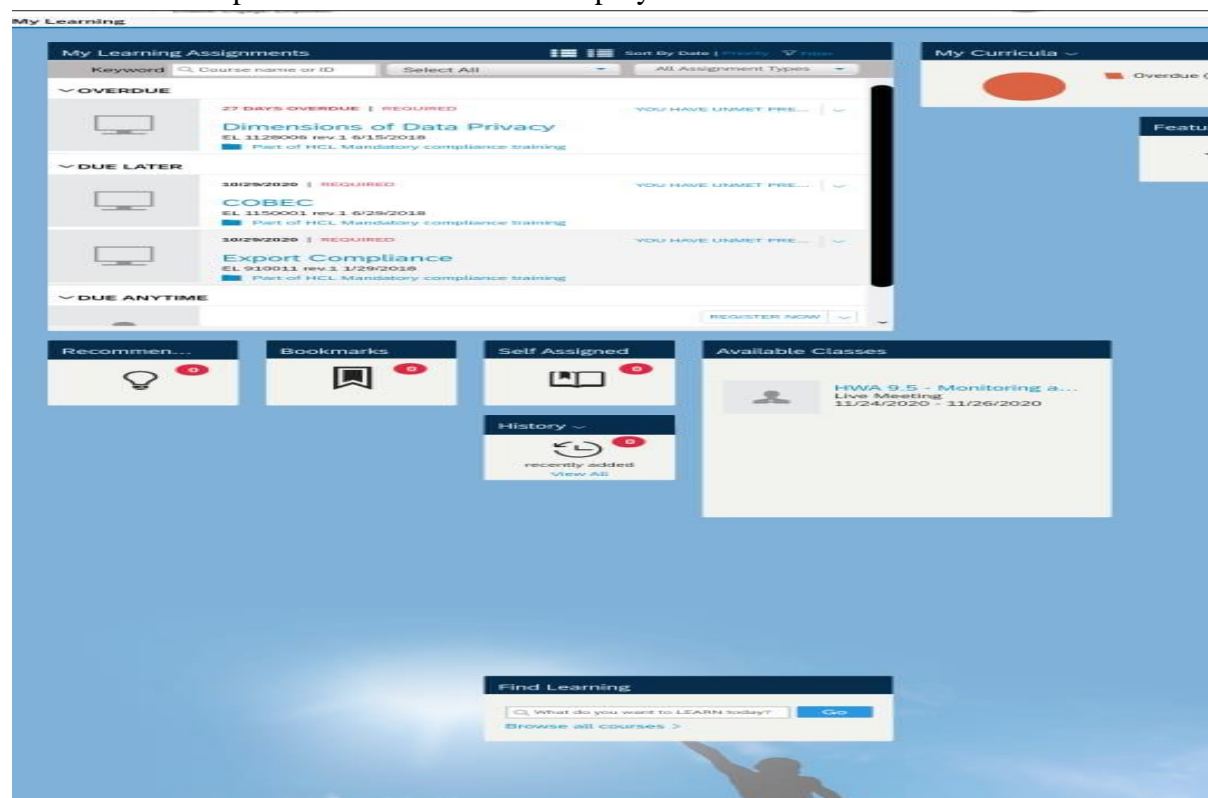 My Learning
My Learning Assignments
Sort By Date | Priority Filter
Keyword
Course name or ID
Select All
All Assignment Types
OVERDUE
27 DAYS OVERDUE | REQUIRED
YOU HAVE UNMET PRE...
Dimensions of Data Privacy
EL 1128006 rev.1 6/15/2018
Part of HCL Mandatory compliance training
DUE LATER
10/29/2020 | REQUIRED
YOU HAVE UNMET PRE...
COBEC
EL 1150001 rev.1 6/29/2018
Part of HCL Mandatory compliance training
10/29/2020 | REQUIRED
YOU HAVE UNMET PRE...
Export Compliance
EL 910011 rev.1 1/29/2018
Part of HCL Mandatory compliance training
DUE ANYTIME
REGISTER NOW
My Curricula
Overdue (
Featu
Recommen...
0
Bookmarks
0
Self Assigned
0
History
0
recently added
View All
Available Classes
HWA 9.5 - Monitoring a...
Live Meeting
11/24/2020 - 11/26/2020
Find Learning
What do you want to LEARN today?
Go
Browse all courses >